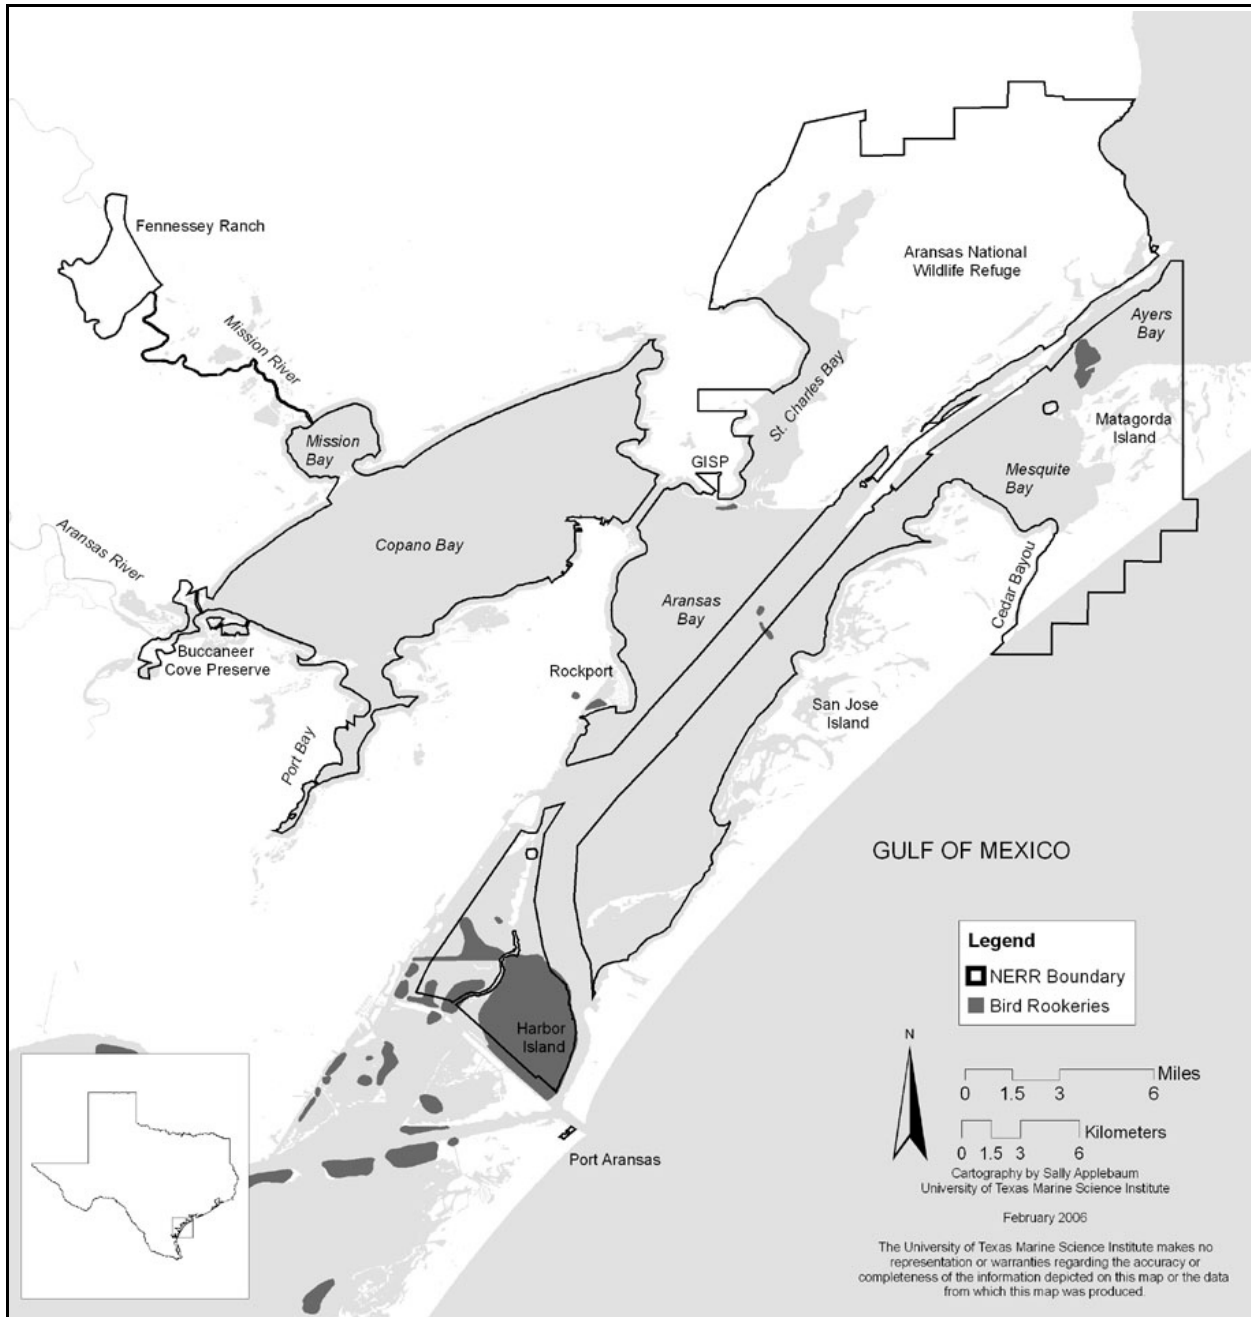 Fennessey Ranch
Aransas National
Wildlife Refuge
Ayers
Bay
Mission River
St. Charles Bay
Matagorda
Island
Mission
Bay
GISP
Mesquite
Bay
Aransas River
Copano Bay
Cedar Bayou
Aransas
Bay
Buccaneer
Cove Preserve
Rockport
San Jose
Island
Port Bay
GULF OF MEXICO
Legend
NERR Boundary
Bird Rookeries
Harbor
Island
N
Miles
0 1.5 3 6
Kilometers
0 1.5 3 6
Port Aransas
Cartography by Sally Applebaum
University of Texas Marine Science Institute
February 2006
The University of Texas Marine Science Institute makes no
representation or warranties regarding the accuracy or
completeness of the information depicted on this map or the data
from which this map was produced.